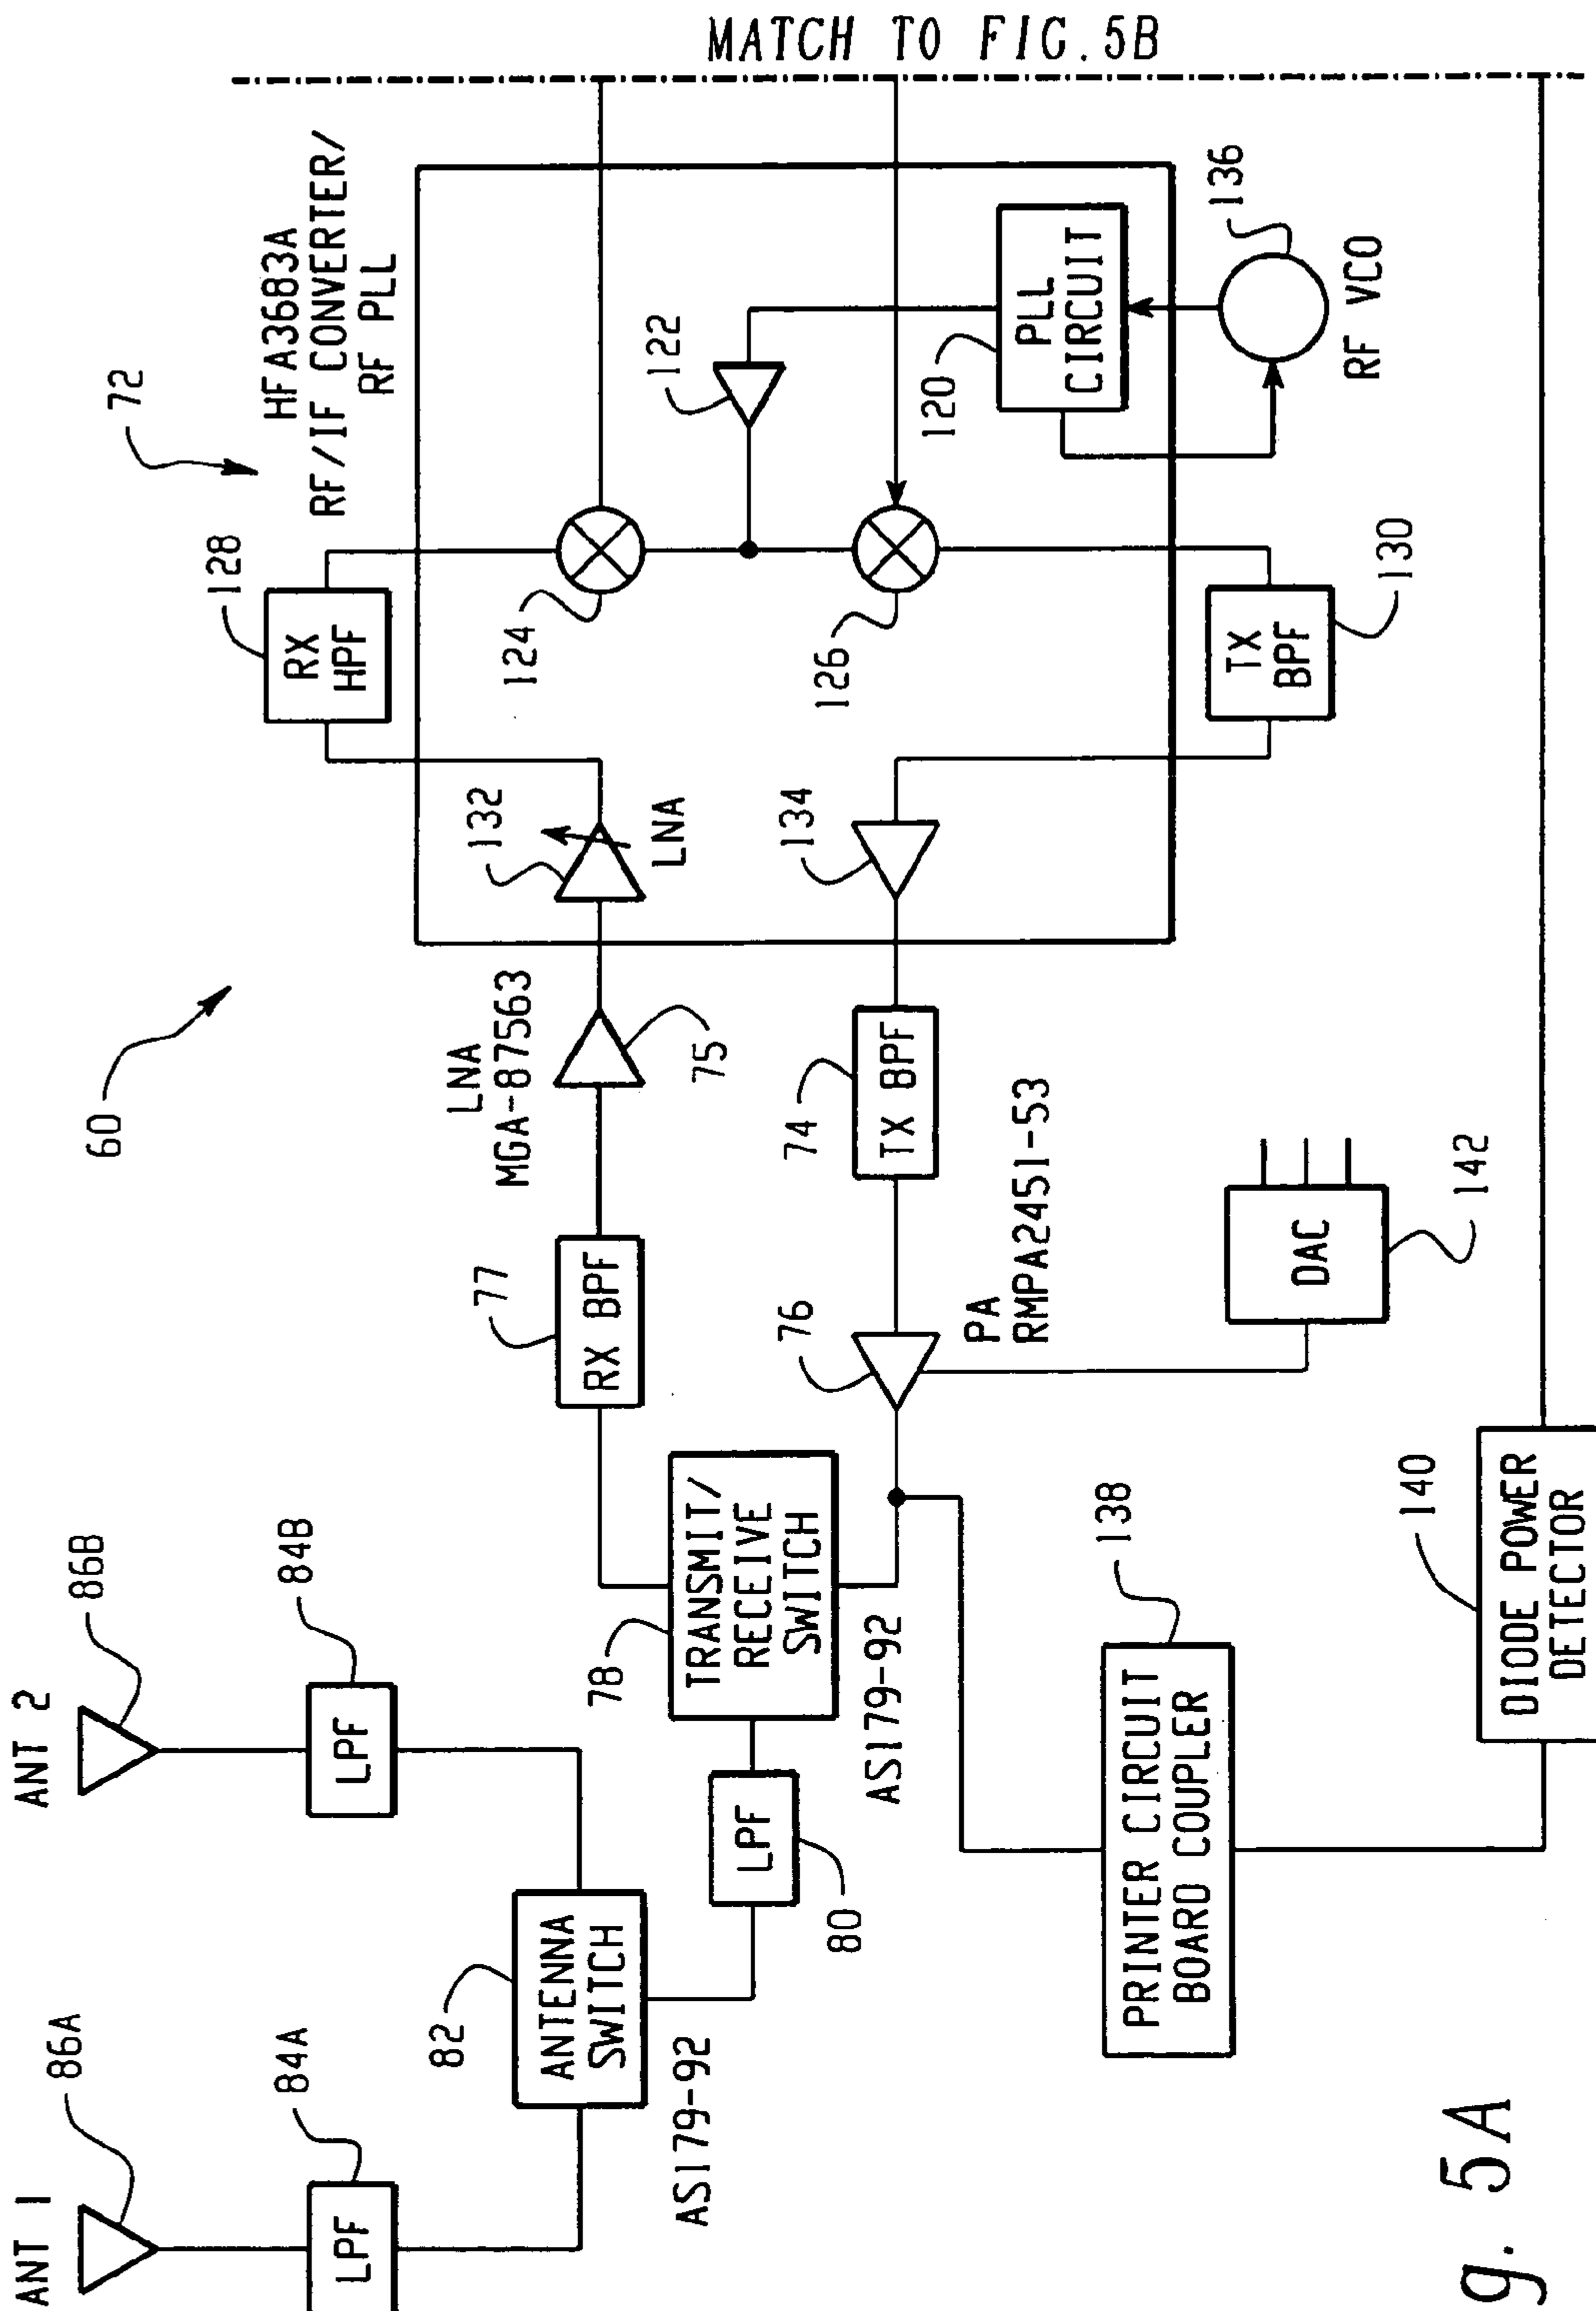 MATCH TO FIG.5B
ANT 1
86A
84A
LPF
ANT 2
86B
84B
LPF
82
ANTENNA
SWITCH
AS179-92
LPF
80
78
TRANSMIT/
RECEIVE
SWITCH
AS179-92
77
RX BPF
LNA
MGA-87563
75
60
72
HFA3683A
RF/IF CONVERTER/
RF PLL
128
RX
HPF
132
LNA
124
122
126
134
120
PLL
CIRCUIT
136
RF VCO
130
TX
BPF
74
TX BPF
76
PA
RMPA2451-53
DAC
142
138
PRINTER CIRCUIT
BOARD COUPLER
140
DIODE POWER
DETECTOR
g. 5A